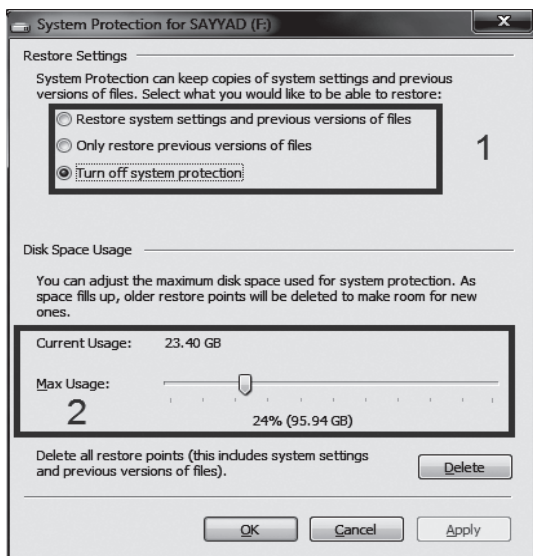 System Protection for SAYYAD (F:)
Restore Settings
System Protection can keep copies of system settings and previous
versions of files. Select what you would like to be able to restore:
Restore system settings and previous versions of files
Only restore previous versions of files
Turn off system protection
1
Disk Space Usage
You can adjust the maximum disk space used for system protection. As
space fills up, older restore points will be deleted to make room for new
ones.
Current Usage: 23.40 GB
Max Usage:
2
24% (95.94 GB)
Delete all restore points (this includes system settings
and previous versions of files).
Delete
OK Cancel Apply